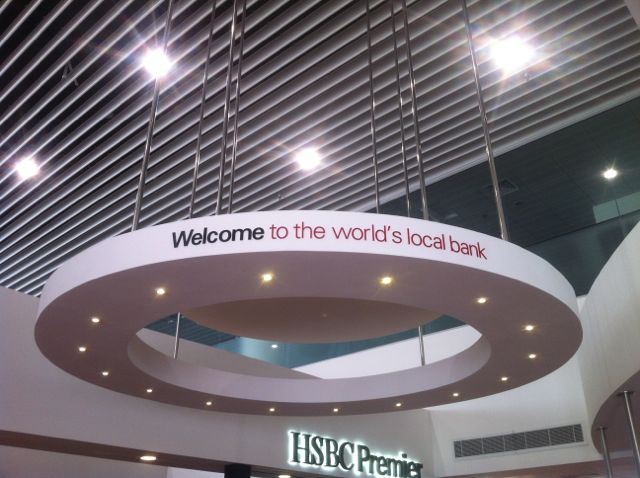 Welcome to the world's local bank
HSBC Premier